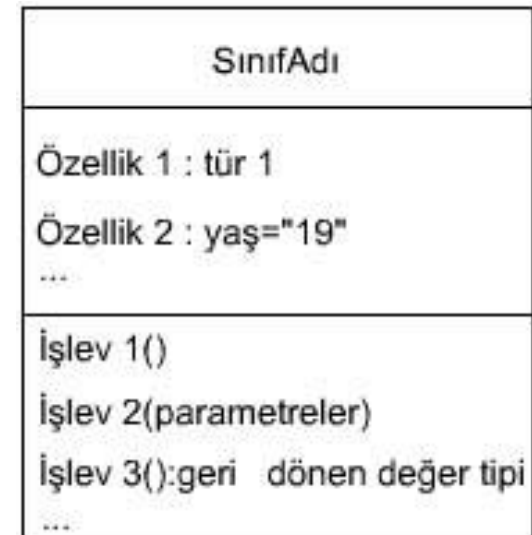 SınıfAdı
Özellik 1 : tür 1
Özellik 2 : yaş="19"
...
İşlev 1()
İşlev 2(parametreler)
İşlev 3():geri dönen değer tipi
...